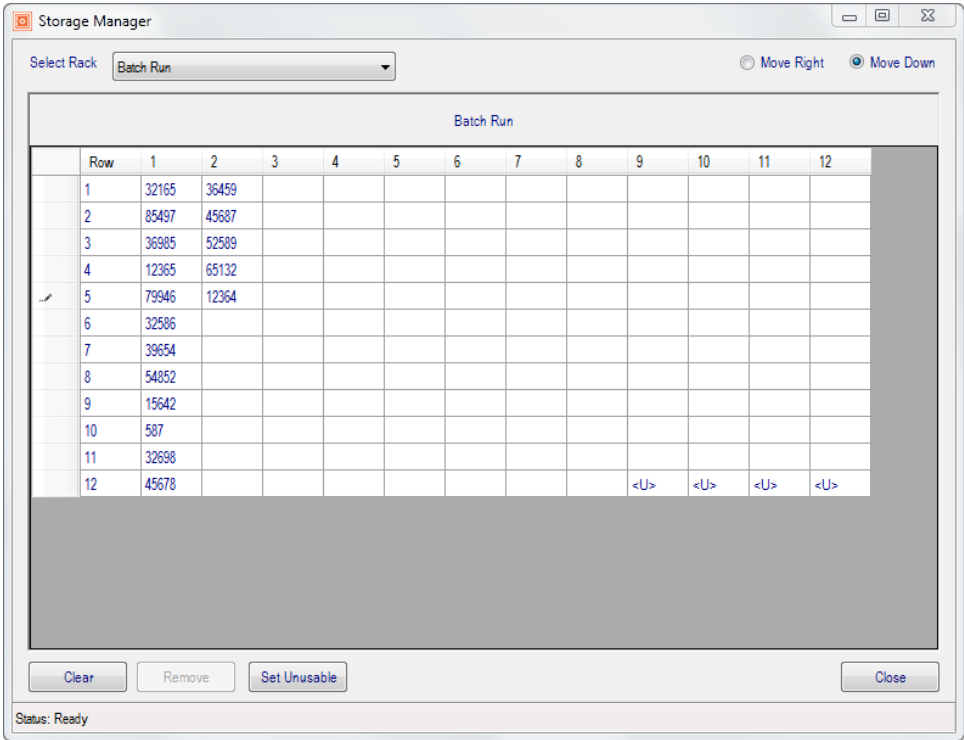 Storage Manager
Select Rack Batch Run Move Right Move Down
Batch Run
Row 1 2 3 4 5 6 7 8 9 10 11 12
1 32165 36459
2 85497 45687
3 36985 52589
4 12365 65132
5 79946 12364
6 32586
7 39654
8 54852
9 15642
10 587
11 32698
12 45678 <U> <U> <U> <U>
Clear Remove Set Unusable Close
Status: Ready